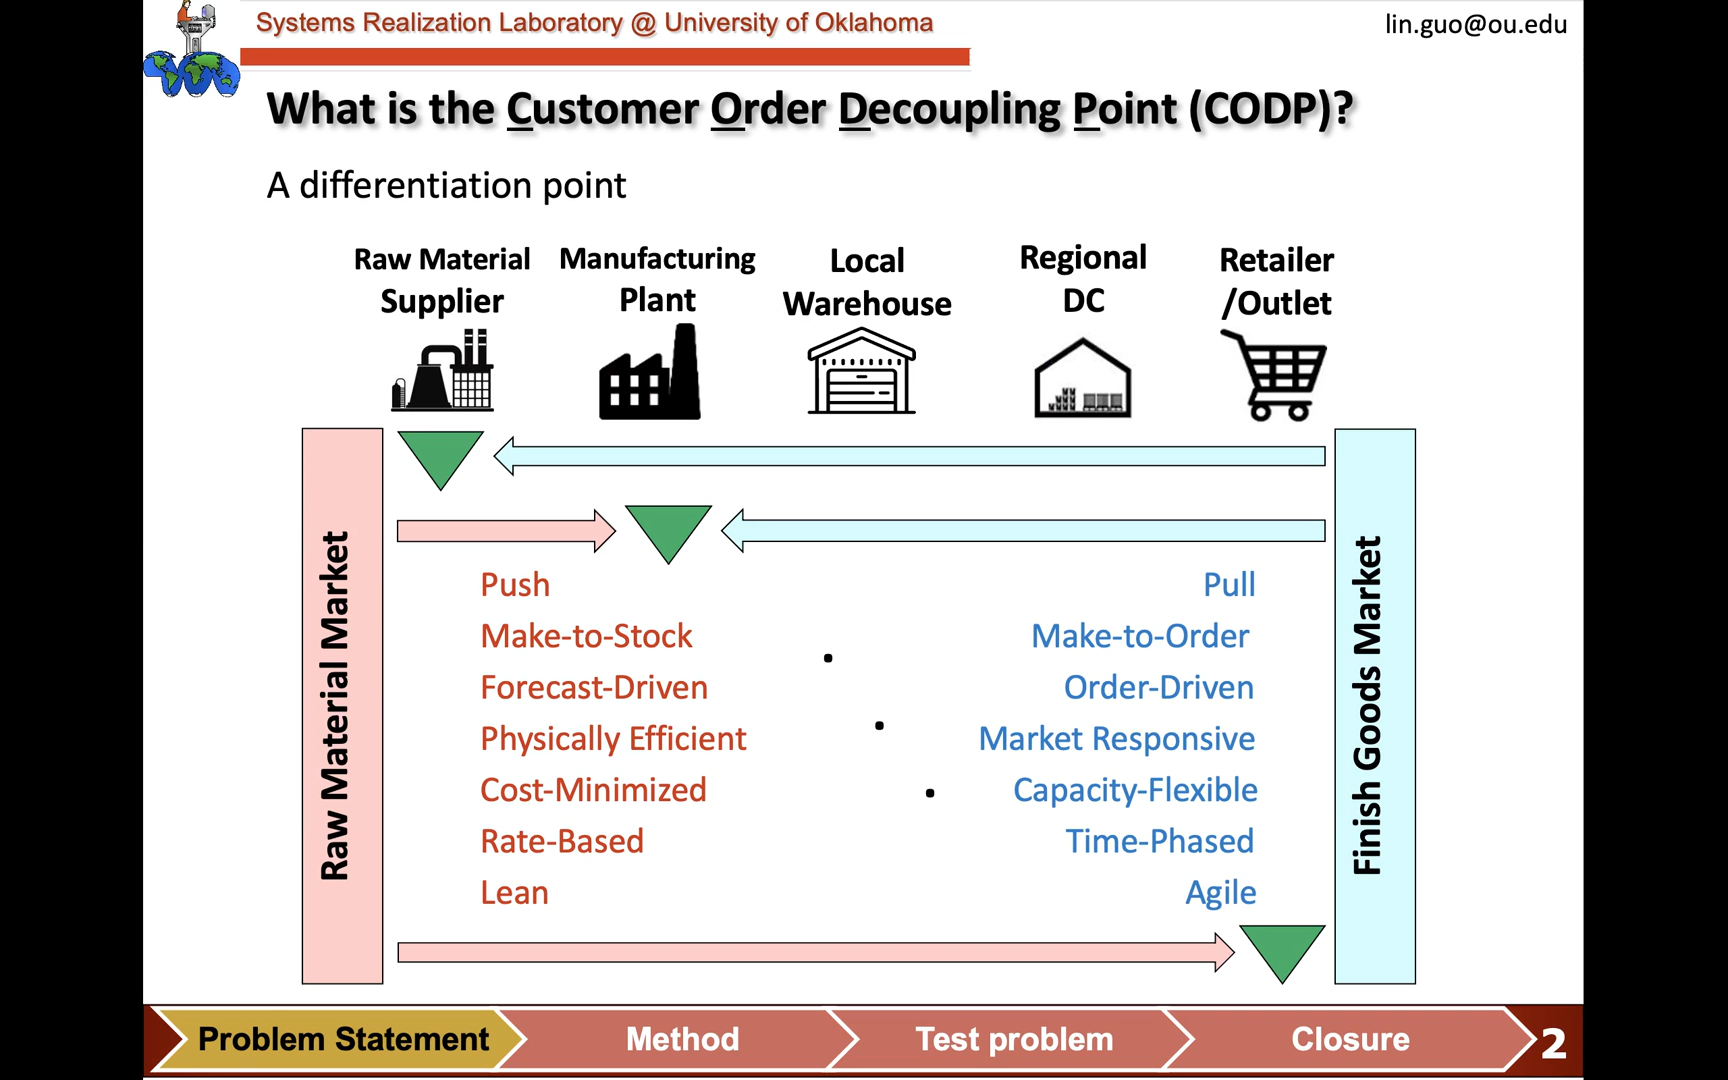 Systems Realization Laboratory @ University of Oklahoma
lin.guo@ou.edu
What is the Customer Order Decoupling Point (CODP)?
A differentiation point
Raw Material
Supplier
Manufacturing
Plant
Local
Warehouse
Regional
DC
Retailer
/Outlet
Raw Material Market
Push
Make-to-Stock
Forecast-Driven
Physically Efficient
Cost-Minimized
Rate-Based
Lean
Pull
Make-to-Order
Order-Driven
Market Responsive
Capacity-Flexible
Time-Phased
Agile
Finish Goods Market
Problem Statement
Method
Test problem
Closure
2